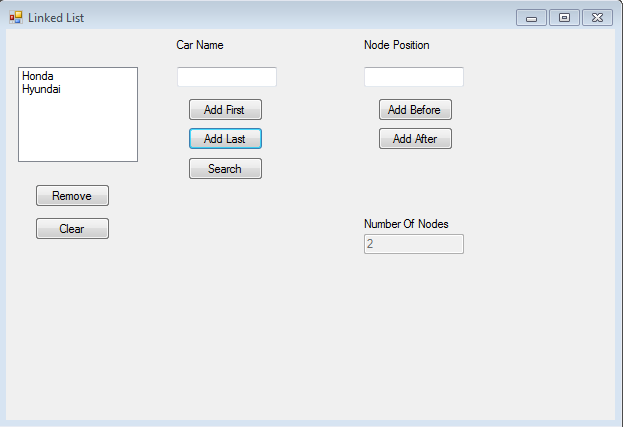 Linked List
Car Name
Node Position
Honda
Hyundai
Add First
Add Before
Add Last
Add After
Search
Remove
Clear
Number Of Nodes
2